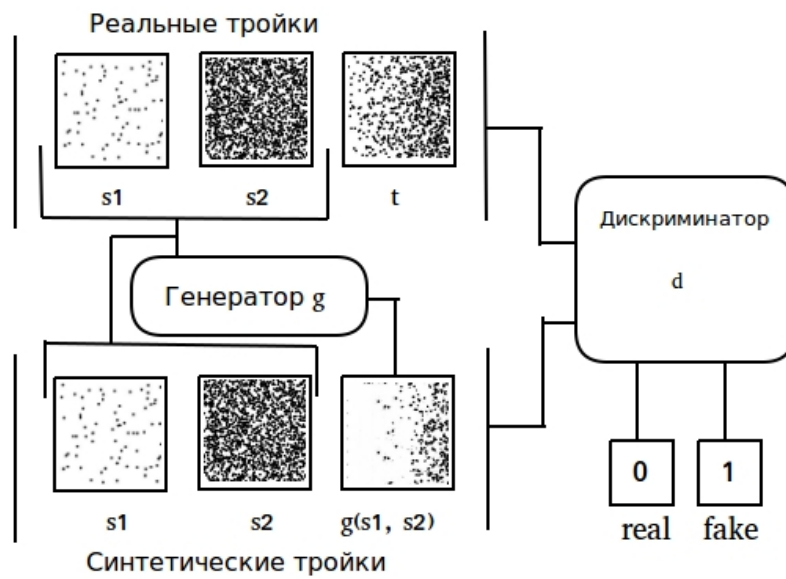 Реальные тройки
s1 s2 t
Генератор g
Дискриминатор
d
s1 s2 g(s1, s2)
Синтетические тройки
0 1
real fake